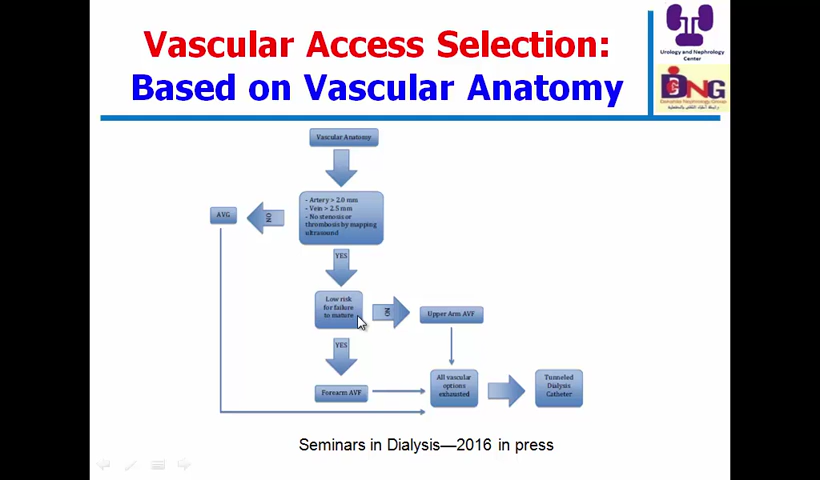 Vascular Access Selection:
Based on Vascular Anatomy
Urology and Nephrology
Center
DNG
Vascular Anatomy
- Artery > 2.0 mm
- Vein > 2.5 mm
- No stenosis or
thrombosis by mapping
ultrasound
NO
AVG
YES
Low risk
for failure
to mature
NO
Upper Arm AVF
YES
Forearm AVF
All vascular
options
exhausted
Tunneled
Dialysis
Catheter
Seminars in Dialysis—2016 in press